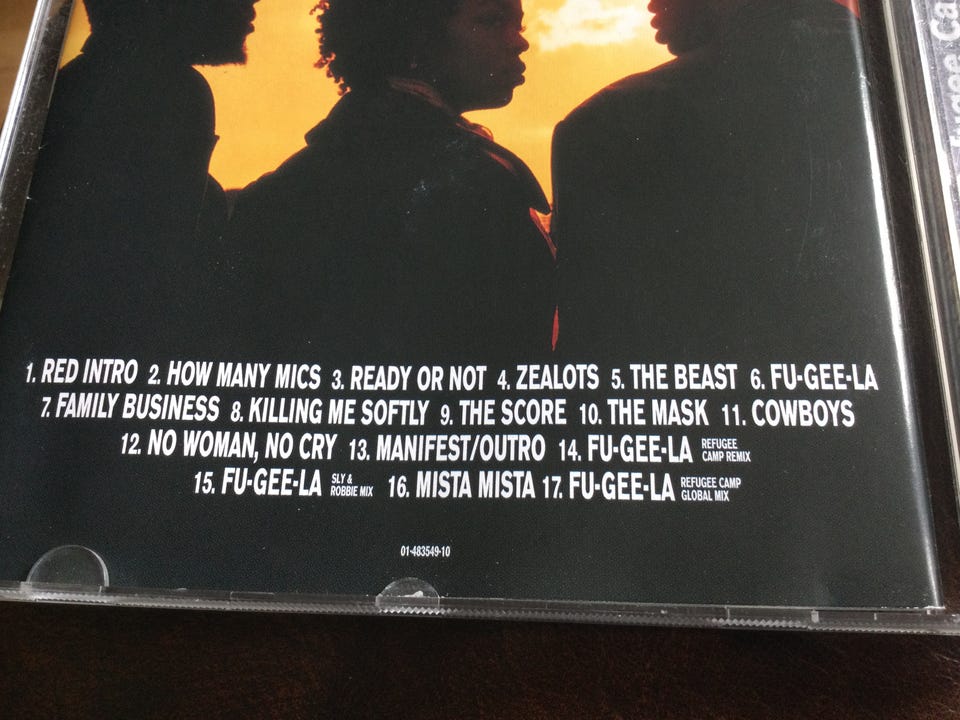 1. RED INTRO 2. HOW MANY MICS 3. READY OR NOT 4. ZEALOTS 5. THE BEAST 6. FU-GEE-LA
7. FAMILY BUSINESS 8. KILLING ME SOFTLY 9. THE SCORE 10. THE MASK 11. COWBOYS
12. NO WOMAN, NO CRY 13. MANIFEST/OUTRO 14. FU-GEE-LA REFUGEE CAMP REMIX
15. FU-GEE-LA SLY & ROBBIE MIX 16. MISTA MISTA 17. FU-GEE-LA REFUGEE CAMP GLOBAL MIX
01-483549-10